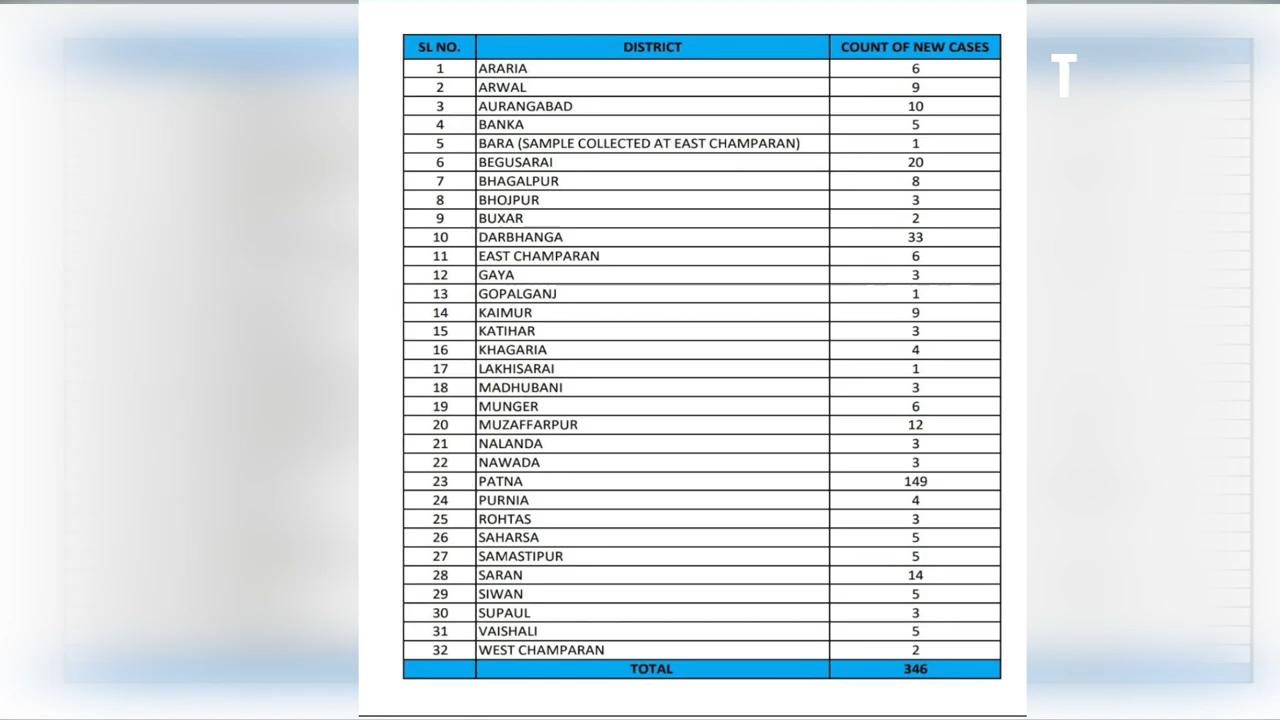 SL NO. DISTRICT COUNT OF NEW CASES
1 ARARIA 6
2 ARWAL 9
3 AURANGABAD 10
4 BANKA 5
5 BARA (SAMPLE COLLECTED AT EAST CHAMPARAN) 1
6 BEGUSARAI 20
7 BHAGALPUR 8
8 BHOJPUR 3
9 BUXAR 2
10 DARBHANGA 33
11 EAST CHAMPARAN 6
12 GAYA 3
13 GOPALGANJ 1
14 KAIMUR 9
15 KATIHAR 3
16 KHAGARIA 4
17 LAKHISARAI 1
18 MADHUBANI 3
19 MUNGER 6
20 MUZAFFARPUR 12
21 NALANDA 3
22 NAWADA 3
23 PATNA 149
24 PURNIA 4
25 ROHTAS 3
26 SAHARSA 5
27 SAMASTIPUR 5
28 SARAN 14
29 SIWAN 5
30 SUPAUL 3
31 VAISHALI 5
32 WEST CHAMPARAN 2
TOTAL 346
T